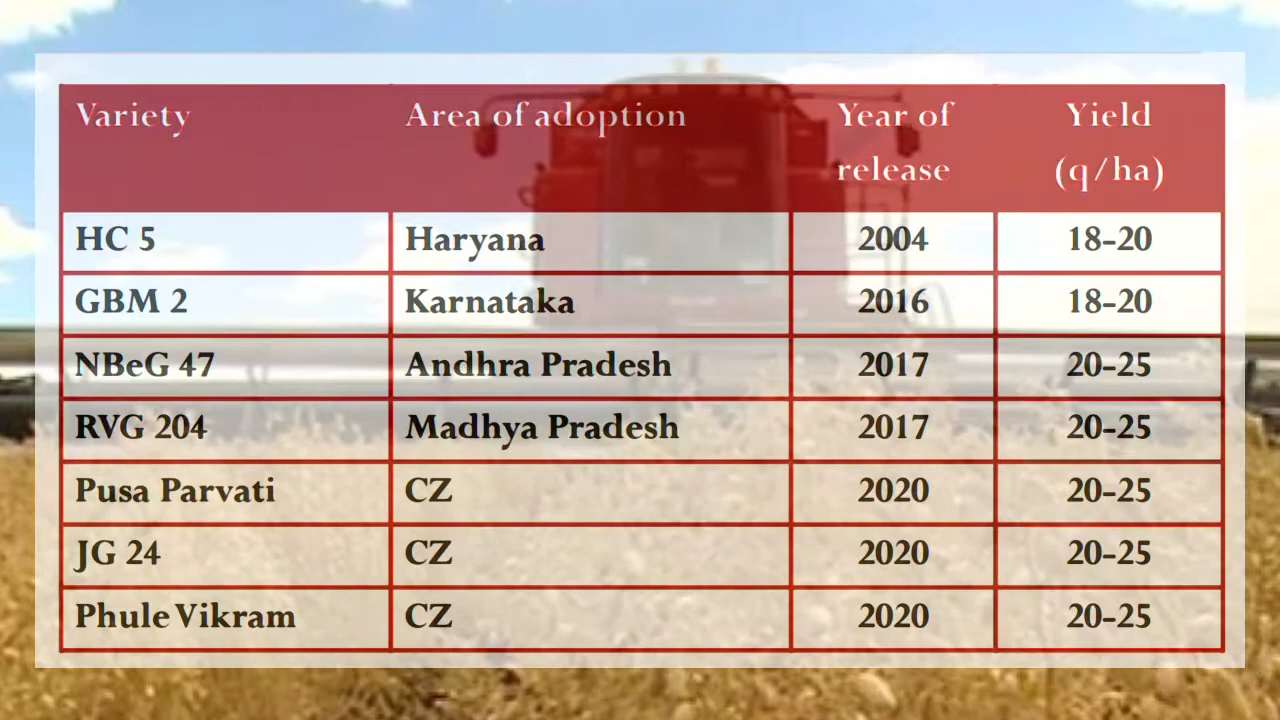 Variety Area of adoption Year of release Yield (q/ha)
HC 5 Haryana 2004 18-20
GBM 2 Karnataka 2016 18-20
NBeG 47 Andhra Pradesh 2017 20-25
RVG 204 Madhya Pradesh 2017 20-25
Pusa Parvati CZ 2020 20-25
JG 24 CZ 2020 20-25
Phule Vikram CZ 2020 20-25